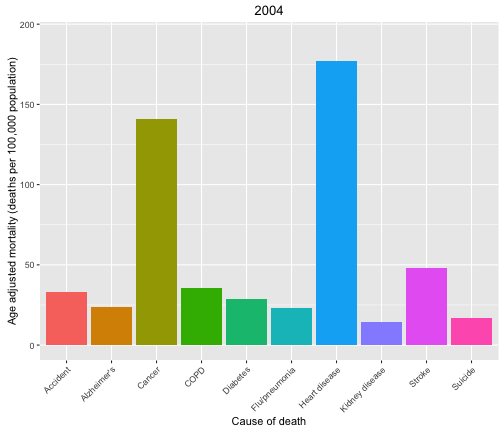 2004
Age adjusted mortality (deaths per 100,000 population)
200
150
100
50
0
Accident
Alzheimer's
Cancer
COPD
Diabetes
Flu/pneumonia
Heart disease
Kidney disease
Stroke
Suicide
Cause of death